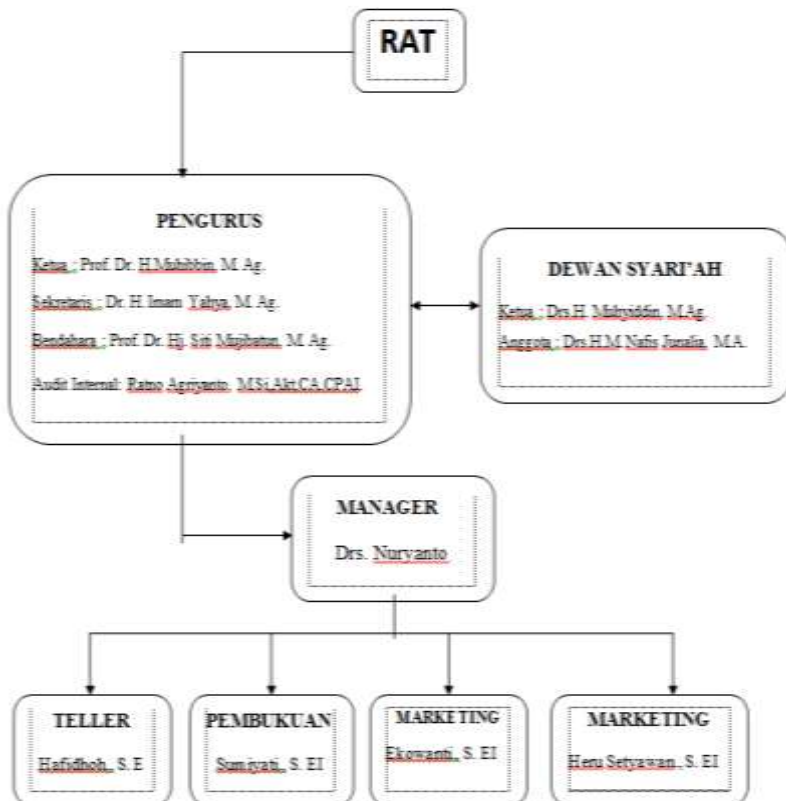 RAT
PENGURUS
Ketua : Prof. Dr. H.Muhibbin, M. Ag.
Sekretaris : Dr. H. Imam Yahya, M. Ag.
Bendahara : Prof. Dr. Hj. Siti Mujibatun, M. Ag.
Audit Internal: Ratno Agriyanto, M.Si,Akt.CA,CPAI
DEWAN SYARI'AH
Ketua : Drs.H. Muhyiddin, M.Ag.
Anggota : Drs.H.M. Nafis Junalia, M.A.
MANAGER
Drs. Nuryanto
TELLER
Hafidhoh, S. E
PEMBUKUAN
Sumiyati, S. EI
MARKETING
Ekowanti, S. EI
MARKETING
Heru Setyawan, S. EI